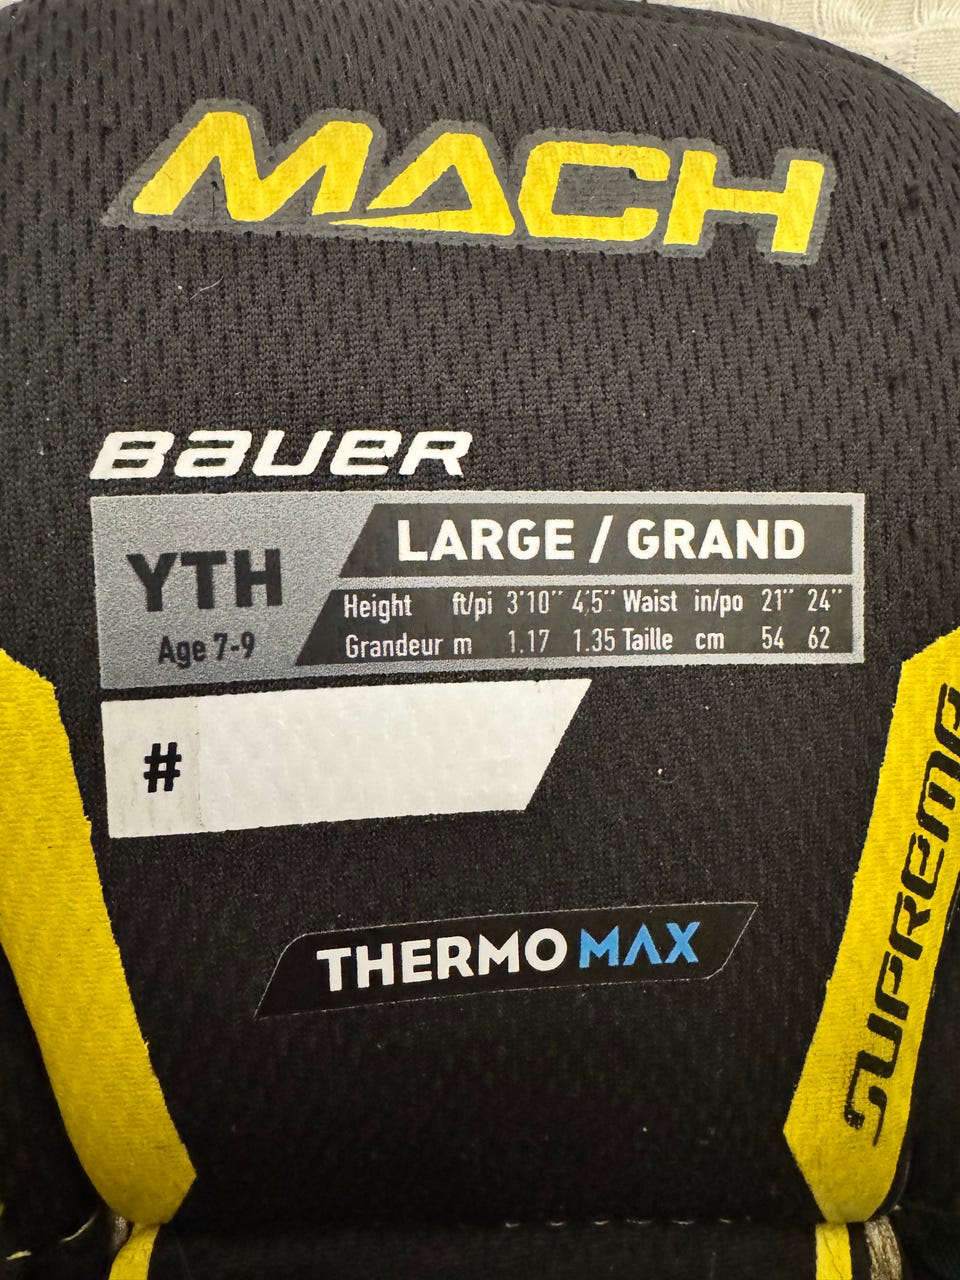 MACH
BAUER
YTH
Age 7-9
LARGE / GRAND
Height ft/pi 3'10" 4'5" Waist in/po 21" 24"
Grandeur m 1.17 1.35 Taille cm 54 62
#
THERMO MAX
SUPREME